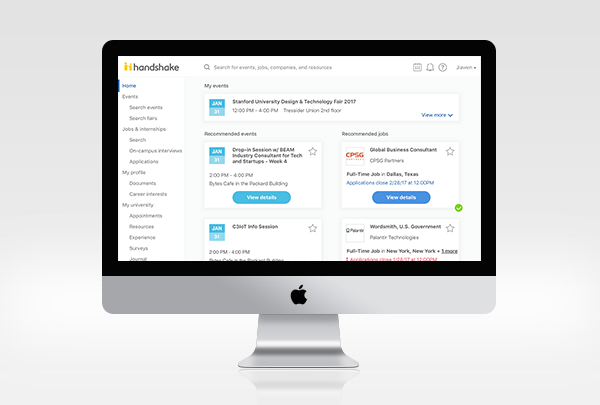 handshake
Search for events, jobs, companies, and resources
Jiawen
Home
Events
Search events
Search fairs
Jobs & internships
Search
On-campus interviews
Applications
My profile
Documents
Career interests
My university
Appointments
Resources
Experience
Surveys
Journal
My events
JAN
31
Stanford University Design & Technology Fair 2017
12:00 PM - 4:00 PM Tressider Union 2nd floor
View more
Recommended events
JAN
31
Drop-in Session w/ BEAM
Industry Consultant for Tech
and Startups - Week 4
2:00 PM - 4:00 PM
Bytes Cafe in the Packard Building
View details
JAN
31
C3IoT Info Session
2:00 PM - 4:00 PM
Bytes Cafe in the Packard Building
Recommended jobs
CPSG
Global Business Consultant
CPSG Partners
Full-Time Job in Dallas, Texas
Applications close 2/28/17 at 12:00PM
View details
Palantir
Wordsmith, U.S. Government
Palantir Technologies
Full-Time Job in New York, New York + 1 more
! Applications close 1/28/17 at 12:00PM